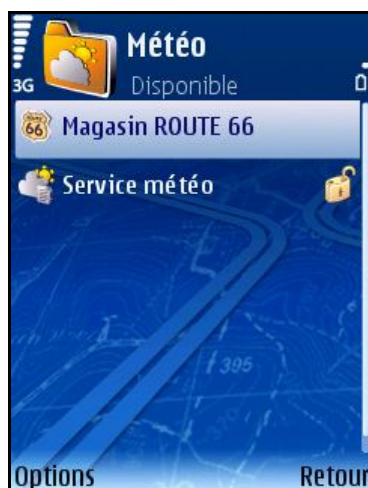 Météo
3G
Disponible
66
Magasin ROUTE 66
Service météo
395
Options
Retour